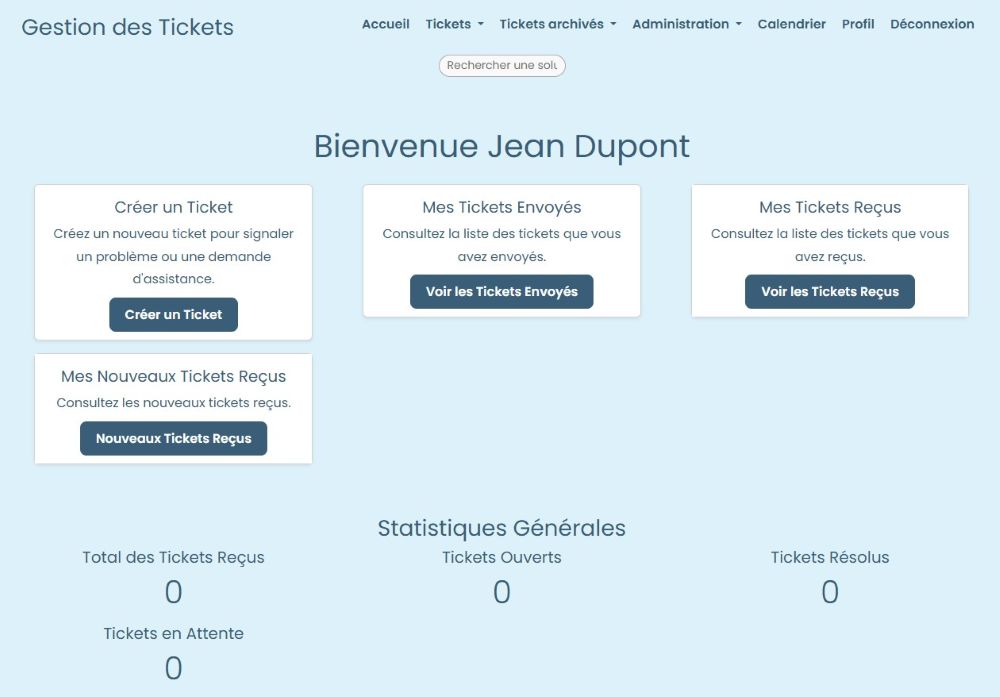 Gestion des Tickets
Accueil Tickets Tickets archivés Administration Calendrier Profil Déconnexion
Rechercher une solu
Bienvenue Jean Dupont
Créer un Ticket
Créez un nouveau ticket pour signaler
un problème ou une demande
d'assistance.
Créer un Ticket
Mes Tickets Envoyés
Consultez la liste des tickets que vous
avez envoyés.
Voir les Tickets Envoyés
Mes Tickets Reçus
Consultez la liste des tickets que vous
avez reçus.
Voir les Tickets Reçus
Mes Nouveaux Tickets Reçus
Consultez les nouveaux tickets reçus.
Nouveaux Tickets Reçus
Statistiques Générales
Total des Tickets Reçus
0
Tickets Ouverts
0
Tickets Résolus
0
Tickets en Attente
0